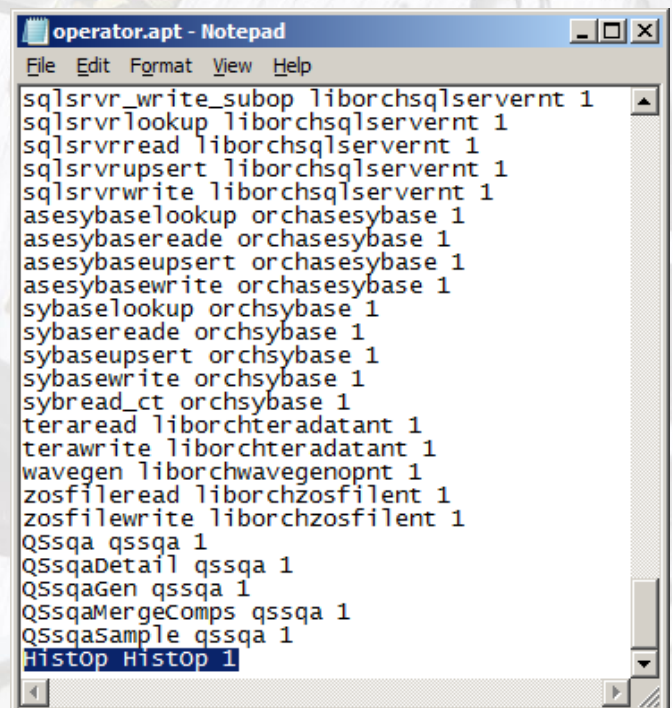 operator.apt - Notepad
File Edit Format View Help
sqlsrvr_write_subop liborchsqlservernt 1
sqlsrvrlookup liborchsqlservernt 1
sqlsrvrread liborchsqlservernt 1
sqlsrvrupsert liborchsqlservernt 1
sqlsrvrwrite liborchsqlservernt 1
asesybaselookup orchasesybase 1
asesybasereade orchasesybase 1
asesybaseupsert orchasesybase 1
asesybasewrite orchasesybase 1
sybaselookup orchsybase 1
sybasereade orchsybase 1
sybaseupsert orchsybase 1
sybasewrite orchsybase 1
sybread_ct orchsybase 1
teraread liborchteradatant 1
terawrite liborchteradatant 1
wavegen liborchwavegenopnt 1
zosfileread liborchzosfilent 1
zosfilewrite liborchzosfilent 1
QSsqa qssqa 1
QSsqaDetail qssqa 1
QSsqaGen qssqa 1
QSsqaMergeComps qssqa 1
QSsqaSample qssqa 1
HistOp HistOp 1